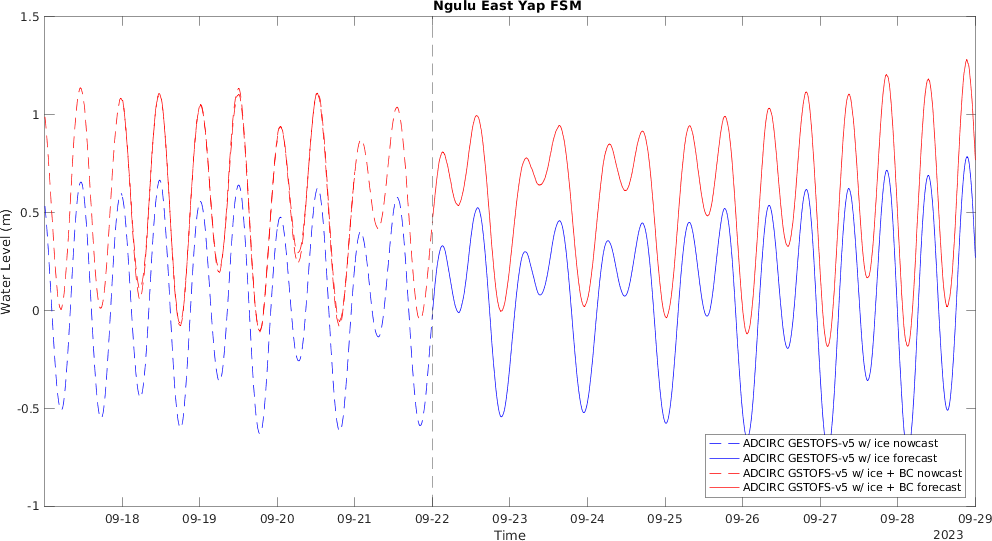 Ngulu East Yap FSM
1.5
1
0.5
0
-0.5
-1
Water Level (m)
ADCIRC GESTOFS-v5 w/ ice nowcast
ADCIRC GESTOFS-v5 w/ ice forecast
ADCIRC GSTOFS-v5 w/ ice + BC nowcast
ADCIRC GSTOFS-v5 w/ ice + BC forecast
09-18 09-19 09-20 09-21 09-22 09-23 09-24 09-25 09-26 09-27 09-28 09-29
Time
2023